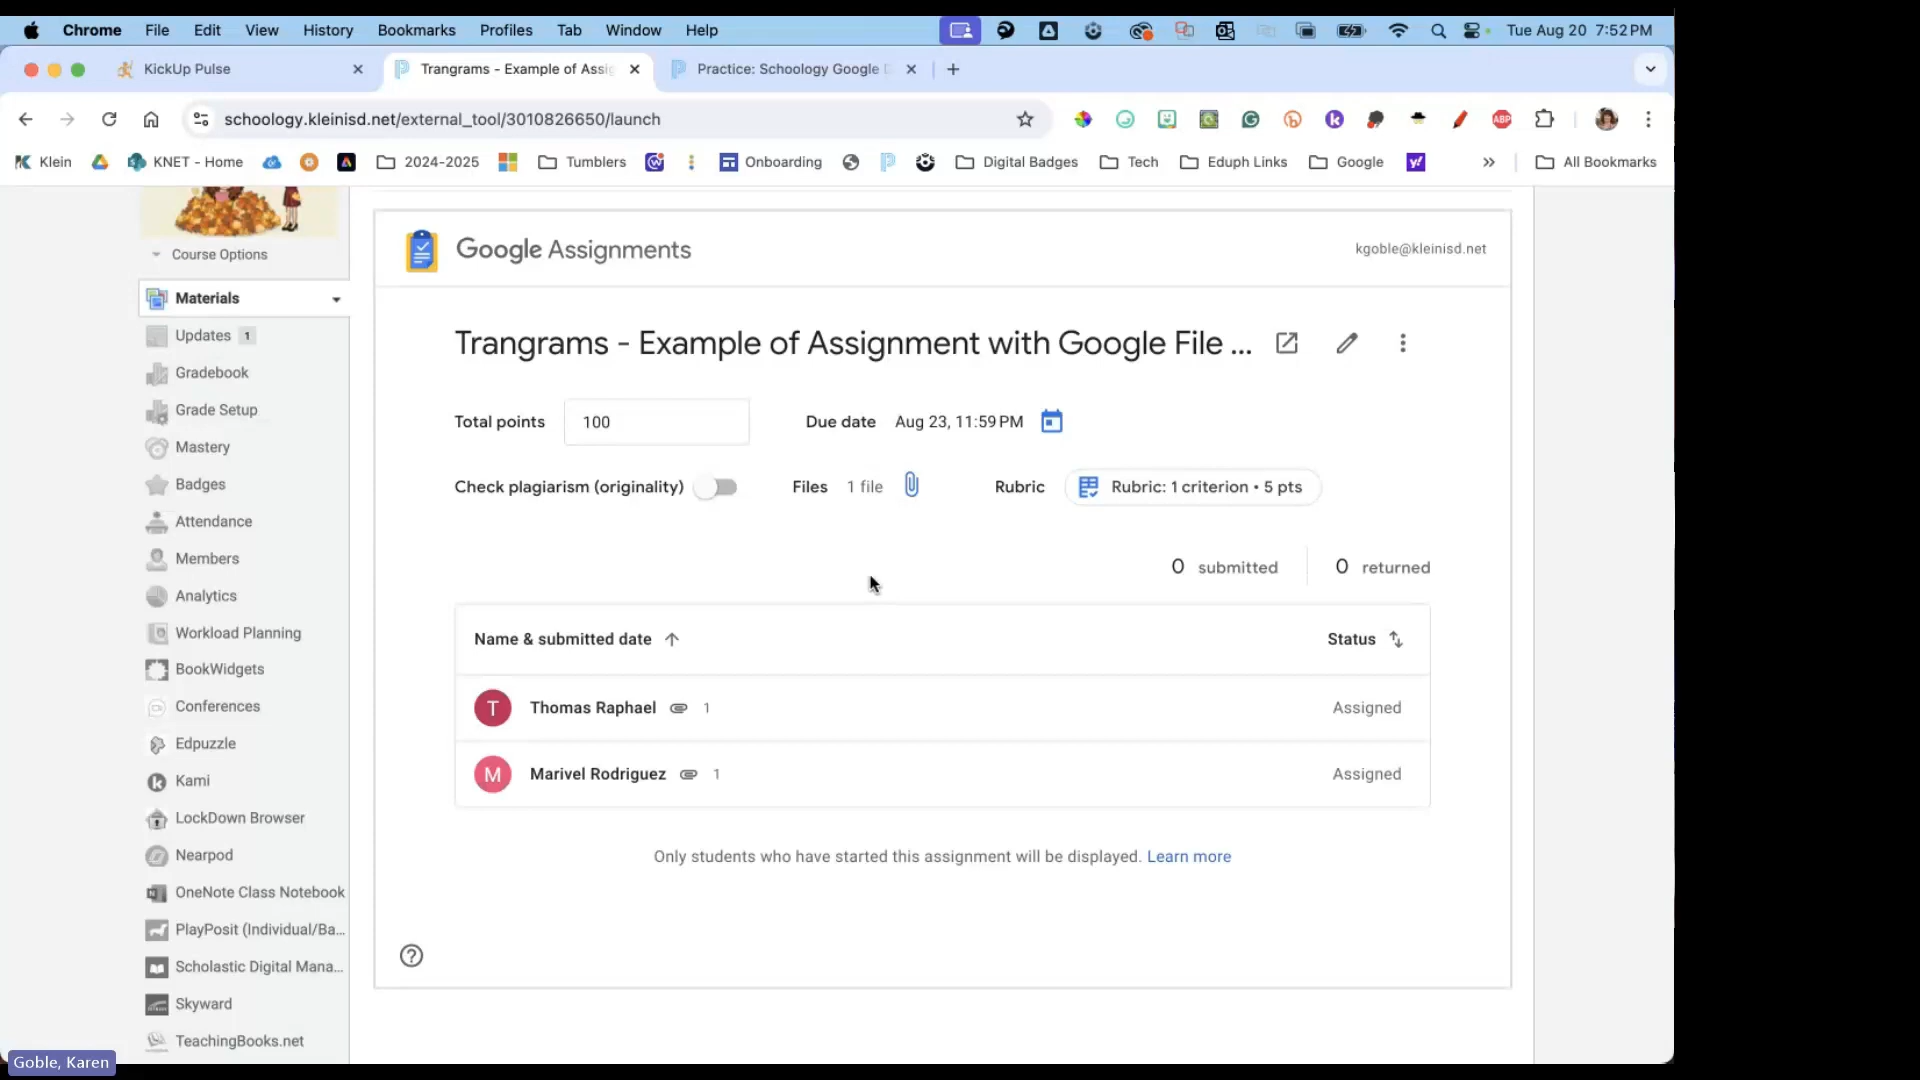 Chrome File Edit View History Bookmarks Profiles Tab Window Help Tue Aug 20 7:52 PM
KickUp Pulse Trangrams - Example of Assig Practice: Schoology Google D
schoology.kleinisd.net/external_tool/3010826650/launch ABP
Klein KNET - Home 2024-2025 Tumblers Onboarding Digital Badges Tech Eduph Links Google y! » All Bookmarks
Course Options
Materials
Updates 1
Gradebook
Grade Setup
Mastery
Badges
Attendance
Members
Analytics
Workload Planning
BookWidgets
Conferences
Edpuzzle
Kami
LockDown Browser
Nearpod
OneNote Class Notebook
PlayPosit (Individual/Ba...
Scholastic Digital Mana...
Skyward
TeachingBooks.net
Google Assignments kgoble@kleinisd.net
Trangrams - Example of Assignment with Google File ...
Total points 100 Due date Aug 23, 11:59 PM
Check plagiarism (originality) Files 1 file Rubric Rubric: 1 criterion • 5 pts
0 submitted 0 returned
Name & submitted date Status
T Thomas Raphael 1 Assigned
M Marivel Rodriguez 1 Assigned
Only students who have started this assignment will be displayed. Learn more
Goble, Karen